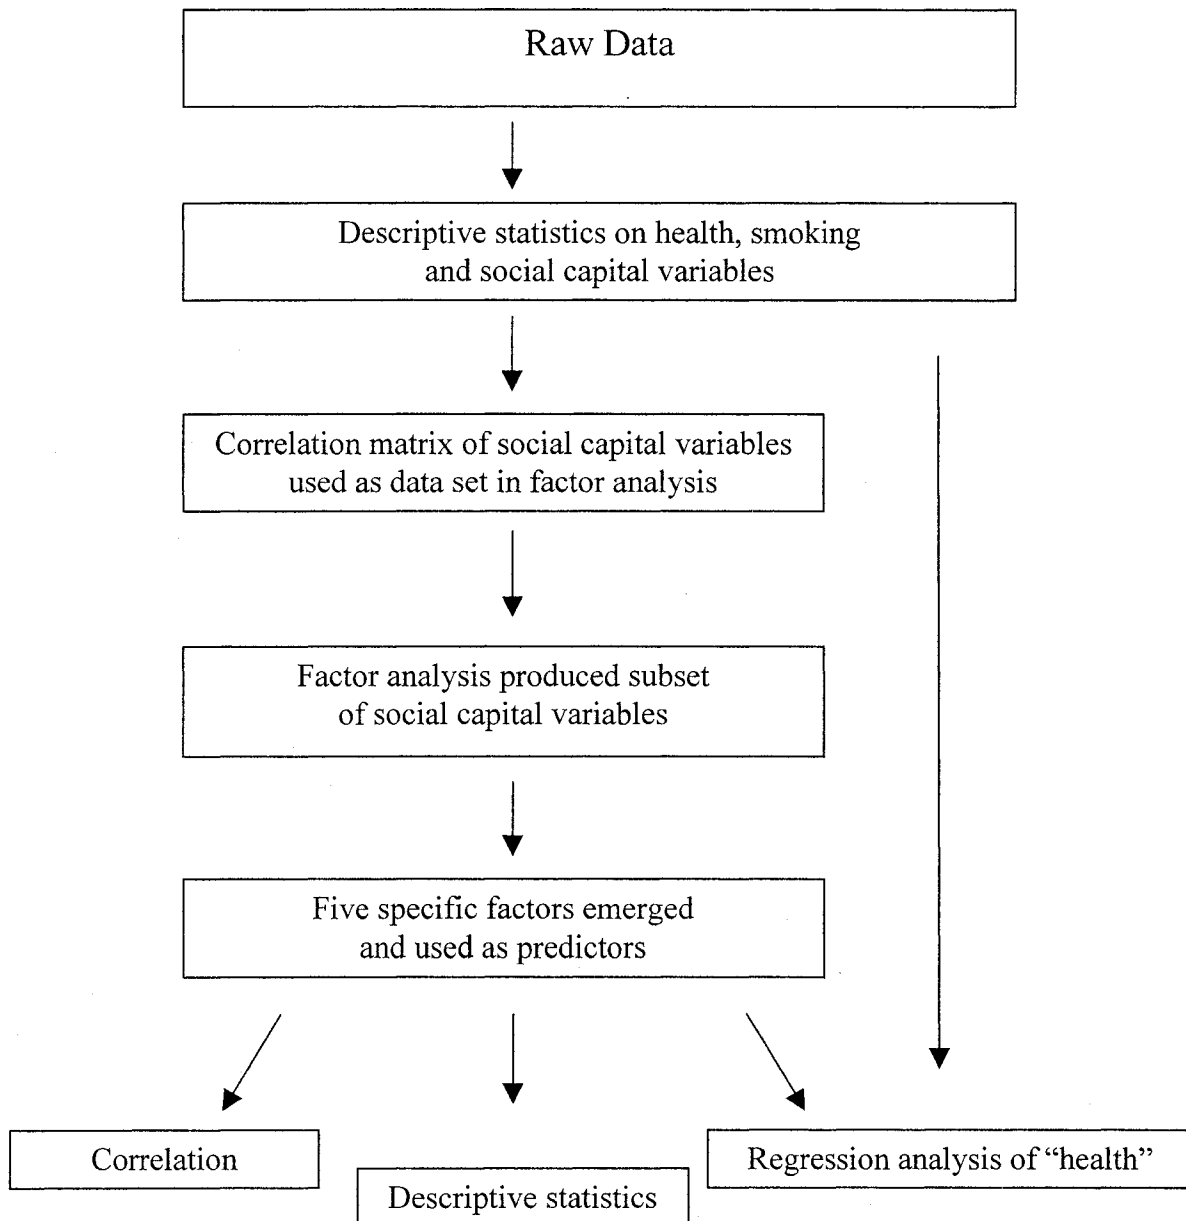 Raw Data
Descriptive statistics on health, smoking
and social capital variables
Correlation matrix of social capital variables
used as data set in factor analysis
Factor analysis produced subset
of social capital variables
Five specific factors emerged
and used as predictors
Correlation
Descriptive statistics
Regression analysis of “health”